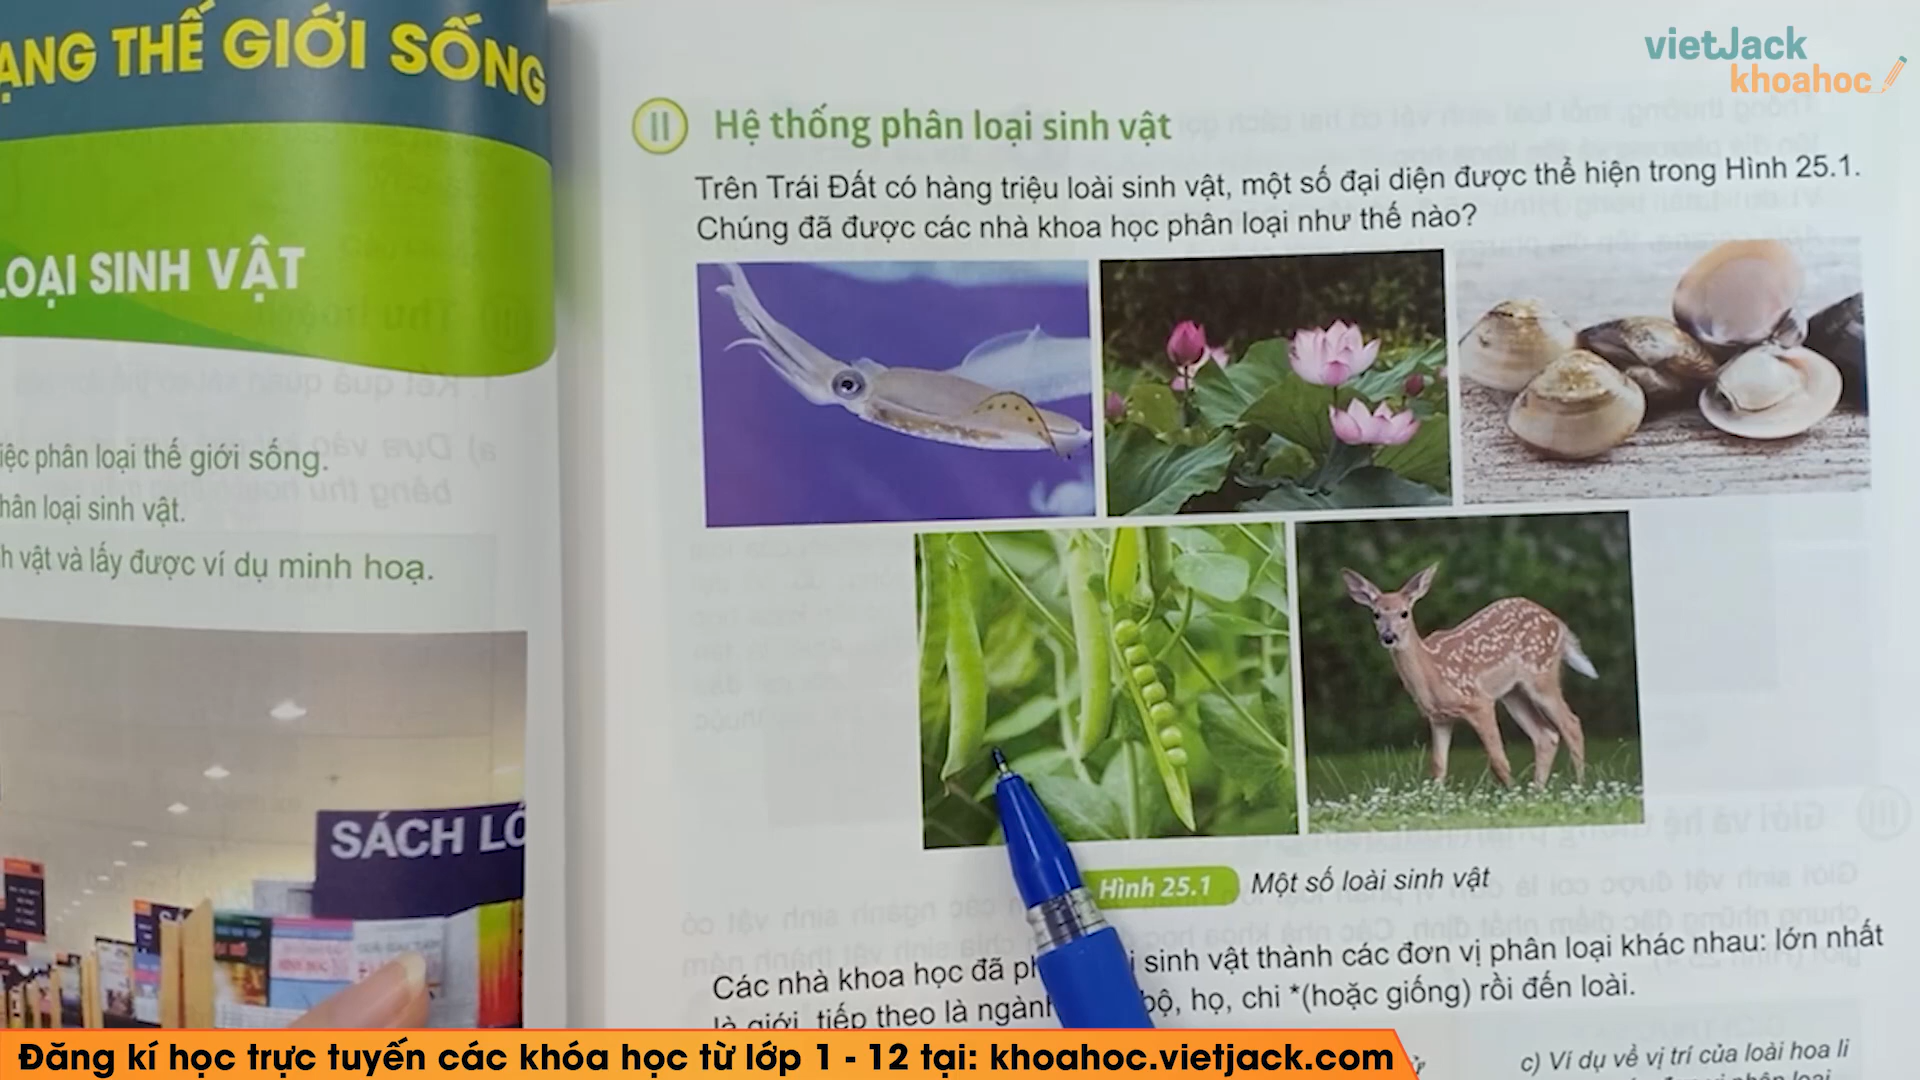 ẠNG THẾ GIỚI SỐNG
LOẠI SINH VẬT
iệc phân loại thế giới sống.
hân loại sinh vật.
h vật và lấy được ví dụ minh hoạ.
SÁCH LÓ
vietJack
khoahoc
II Hệ thống phân loại sinh vật
Trên Trái Đất có hàng triệu loài sinh vật, một số đại diện được thể hiện trong Hình 25.1.
Chúng đã được các nhà khoa học phân loại như thế nào?
Hình 25.1 Một số loài sinh vật
Các nhà khoa học đã ph i sinh vật thành các đơn vị phân loại khác nhau: lớn nhất
là giới, tiếp theo là ngành bộ, họ, chi *(hoặc giống) rồi đến loài.
c) Ví dụ về vị trí của loài hoa li
Đăng kí học trực tuyến các khóa học từ lớp 1 - 12 tại: khoahoc.vietjack.com